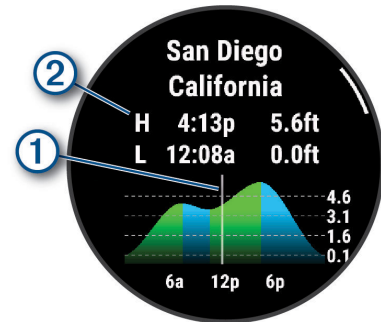 San Diego
California
② H 4:13p 5.6ft
① L 12:08a 0.0ft
4.6
3.1
1.6
0.1
6a 12p 6p